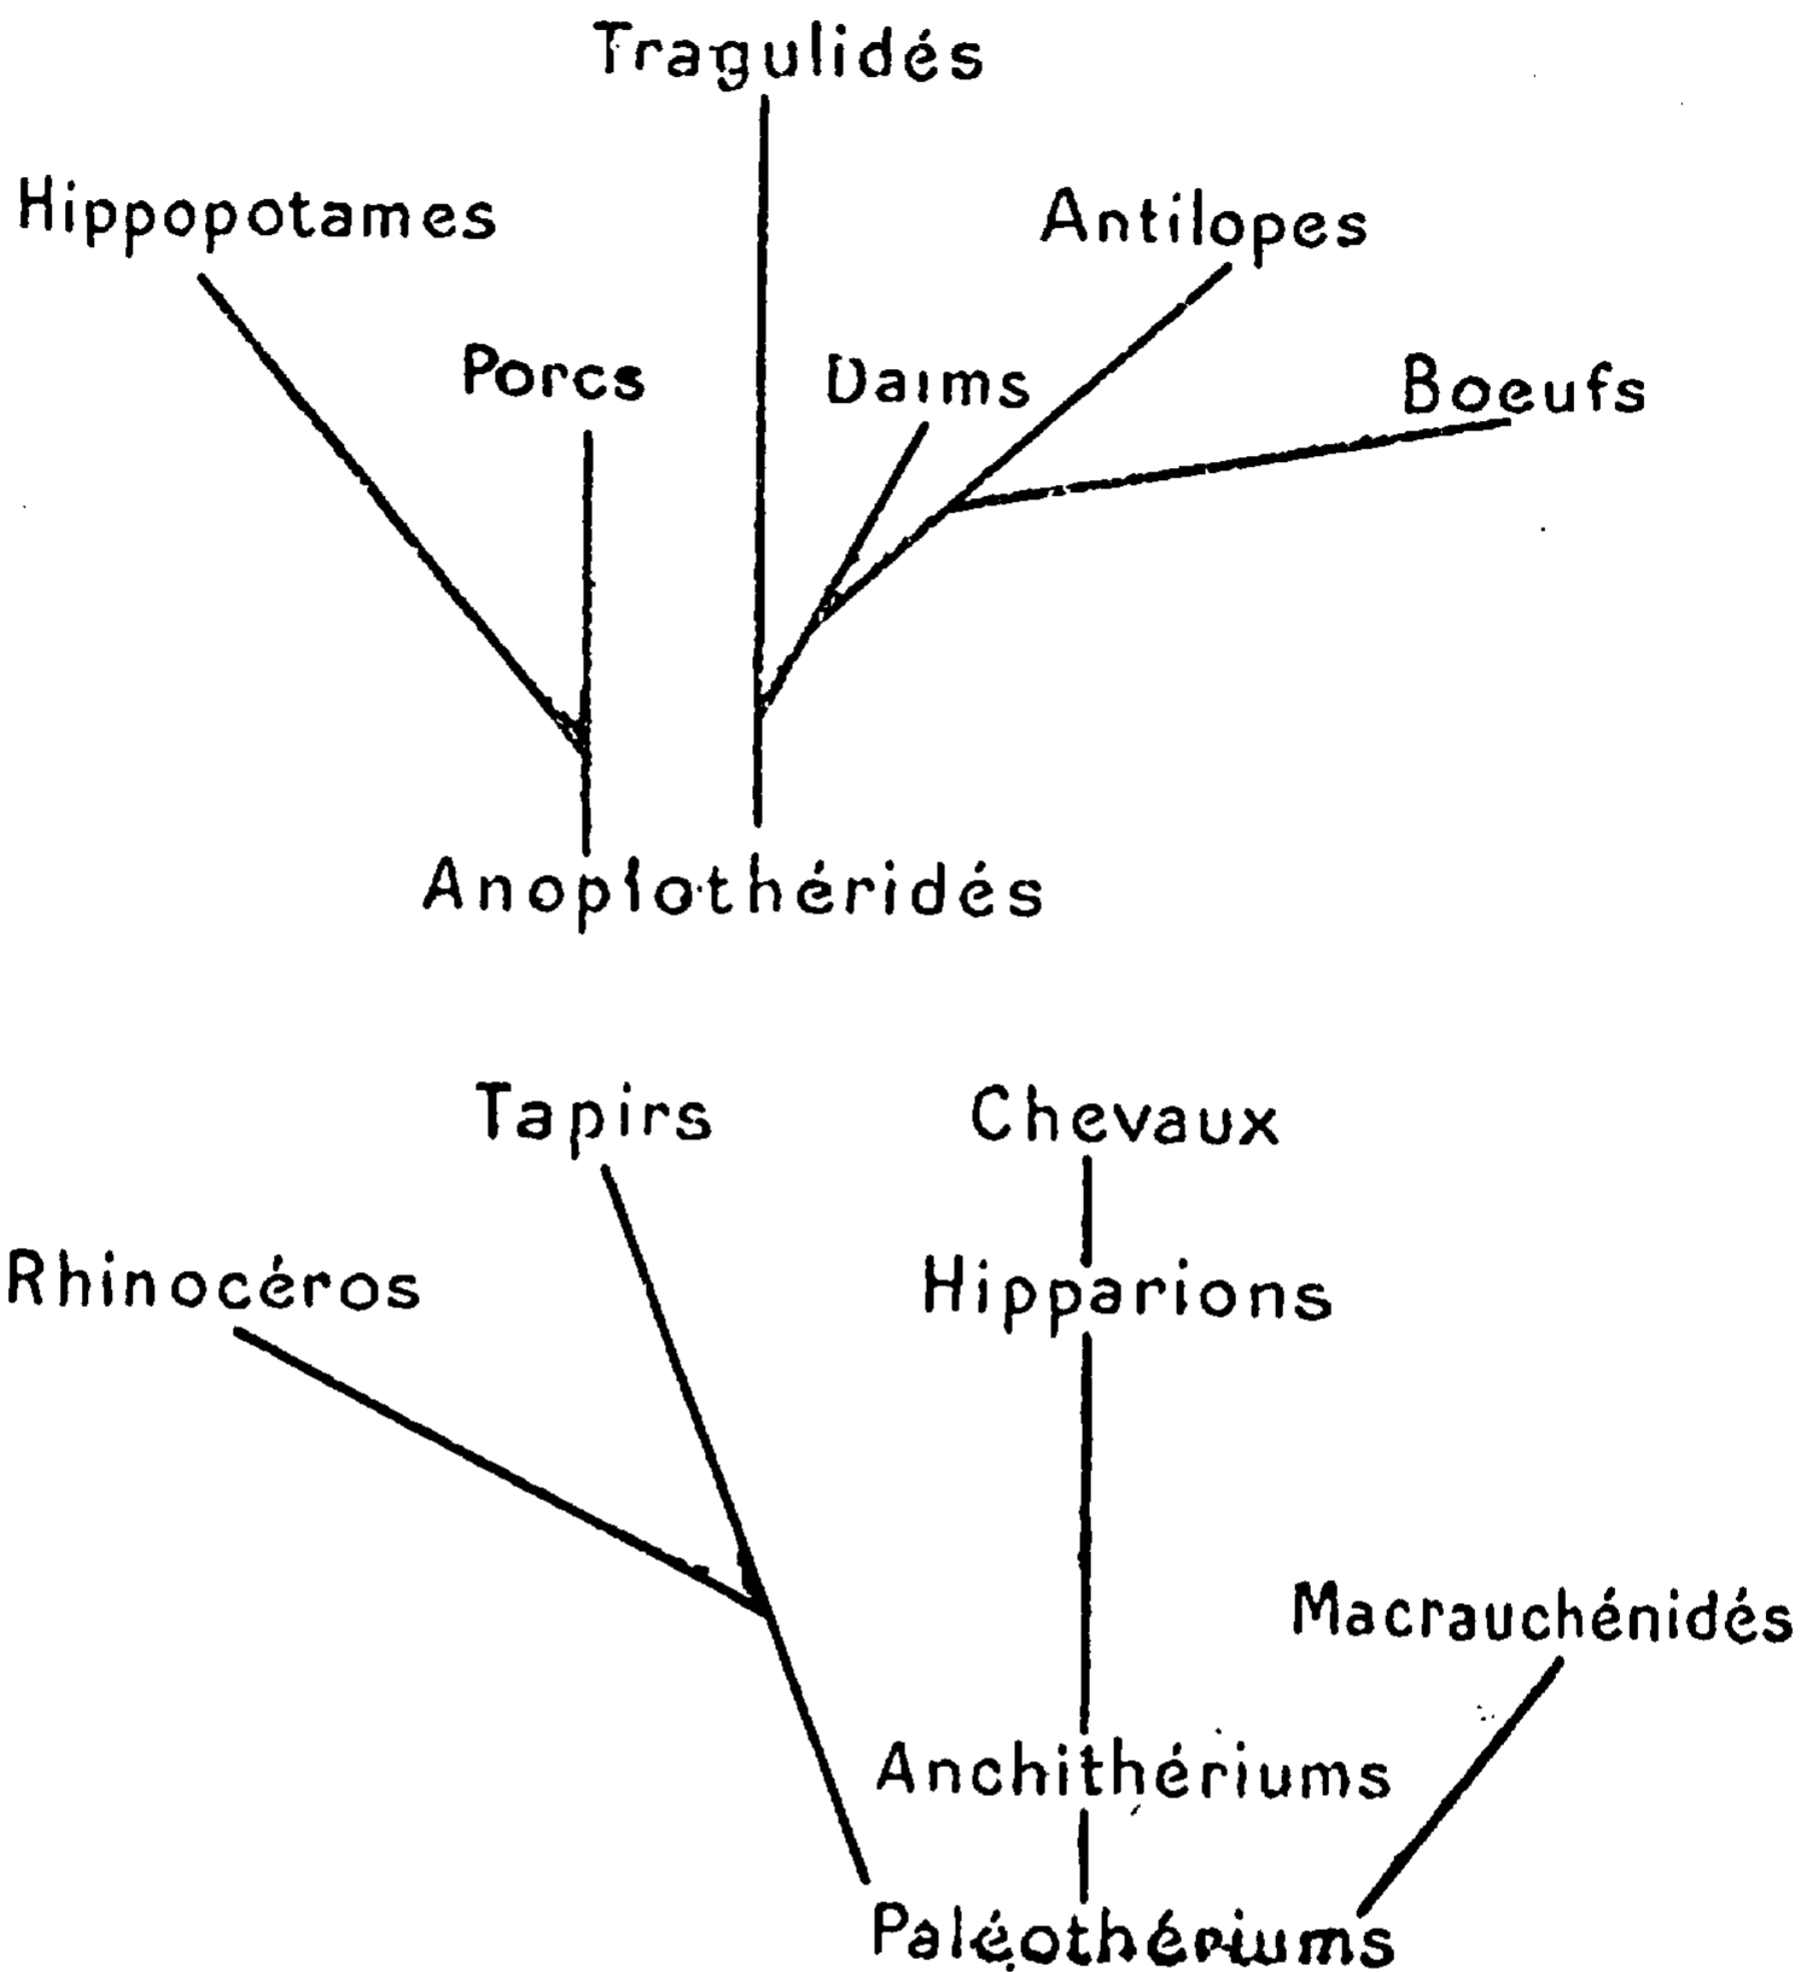 Tragulidés
Hippopotames
Antilopes
Porcs
Daims
Boeufs
Anoplothéridés
Tapirs
Chevaux
Rhinocéros
Hipparions
Macrauchénidés
Anchithériums
Paléothériums